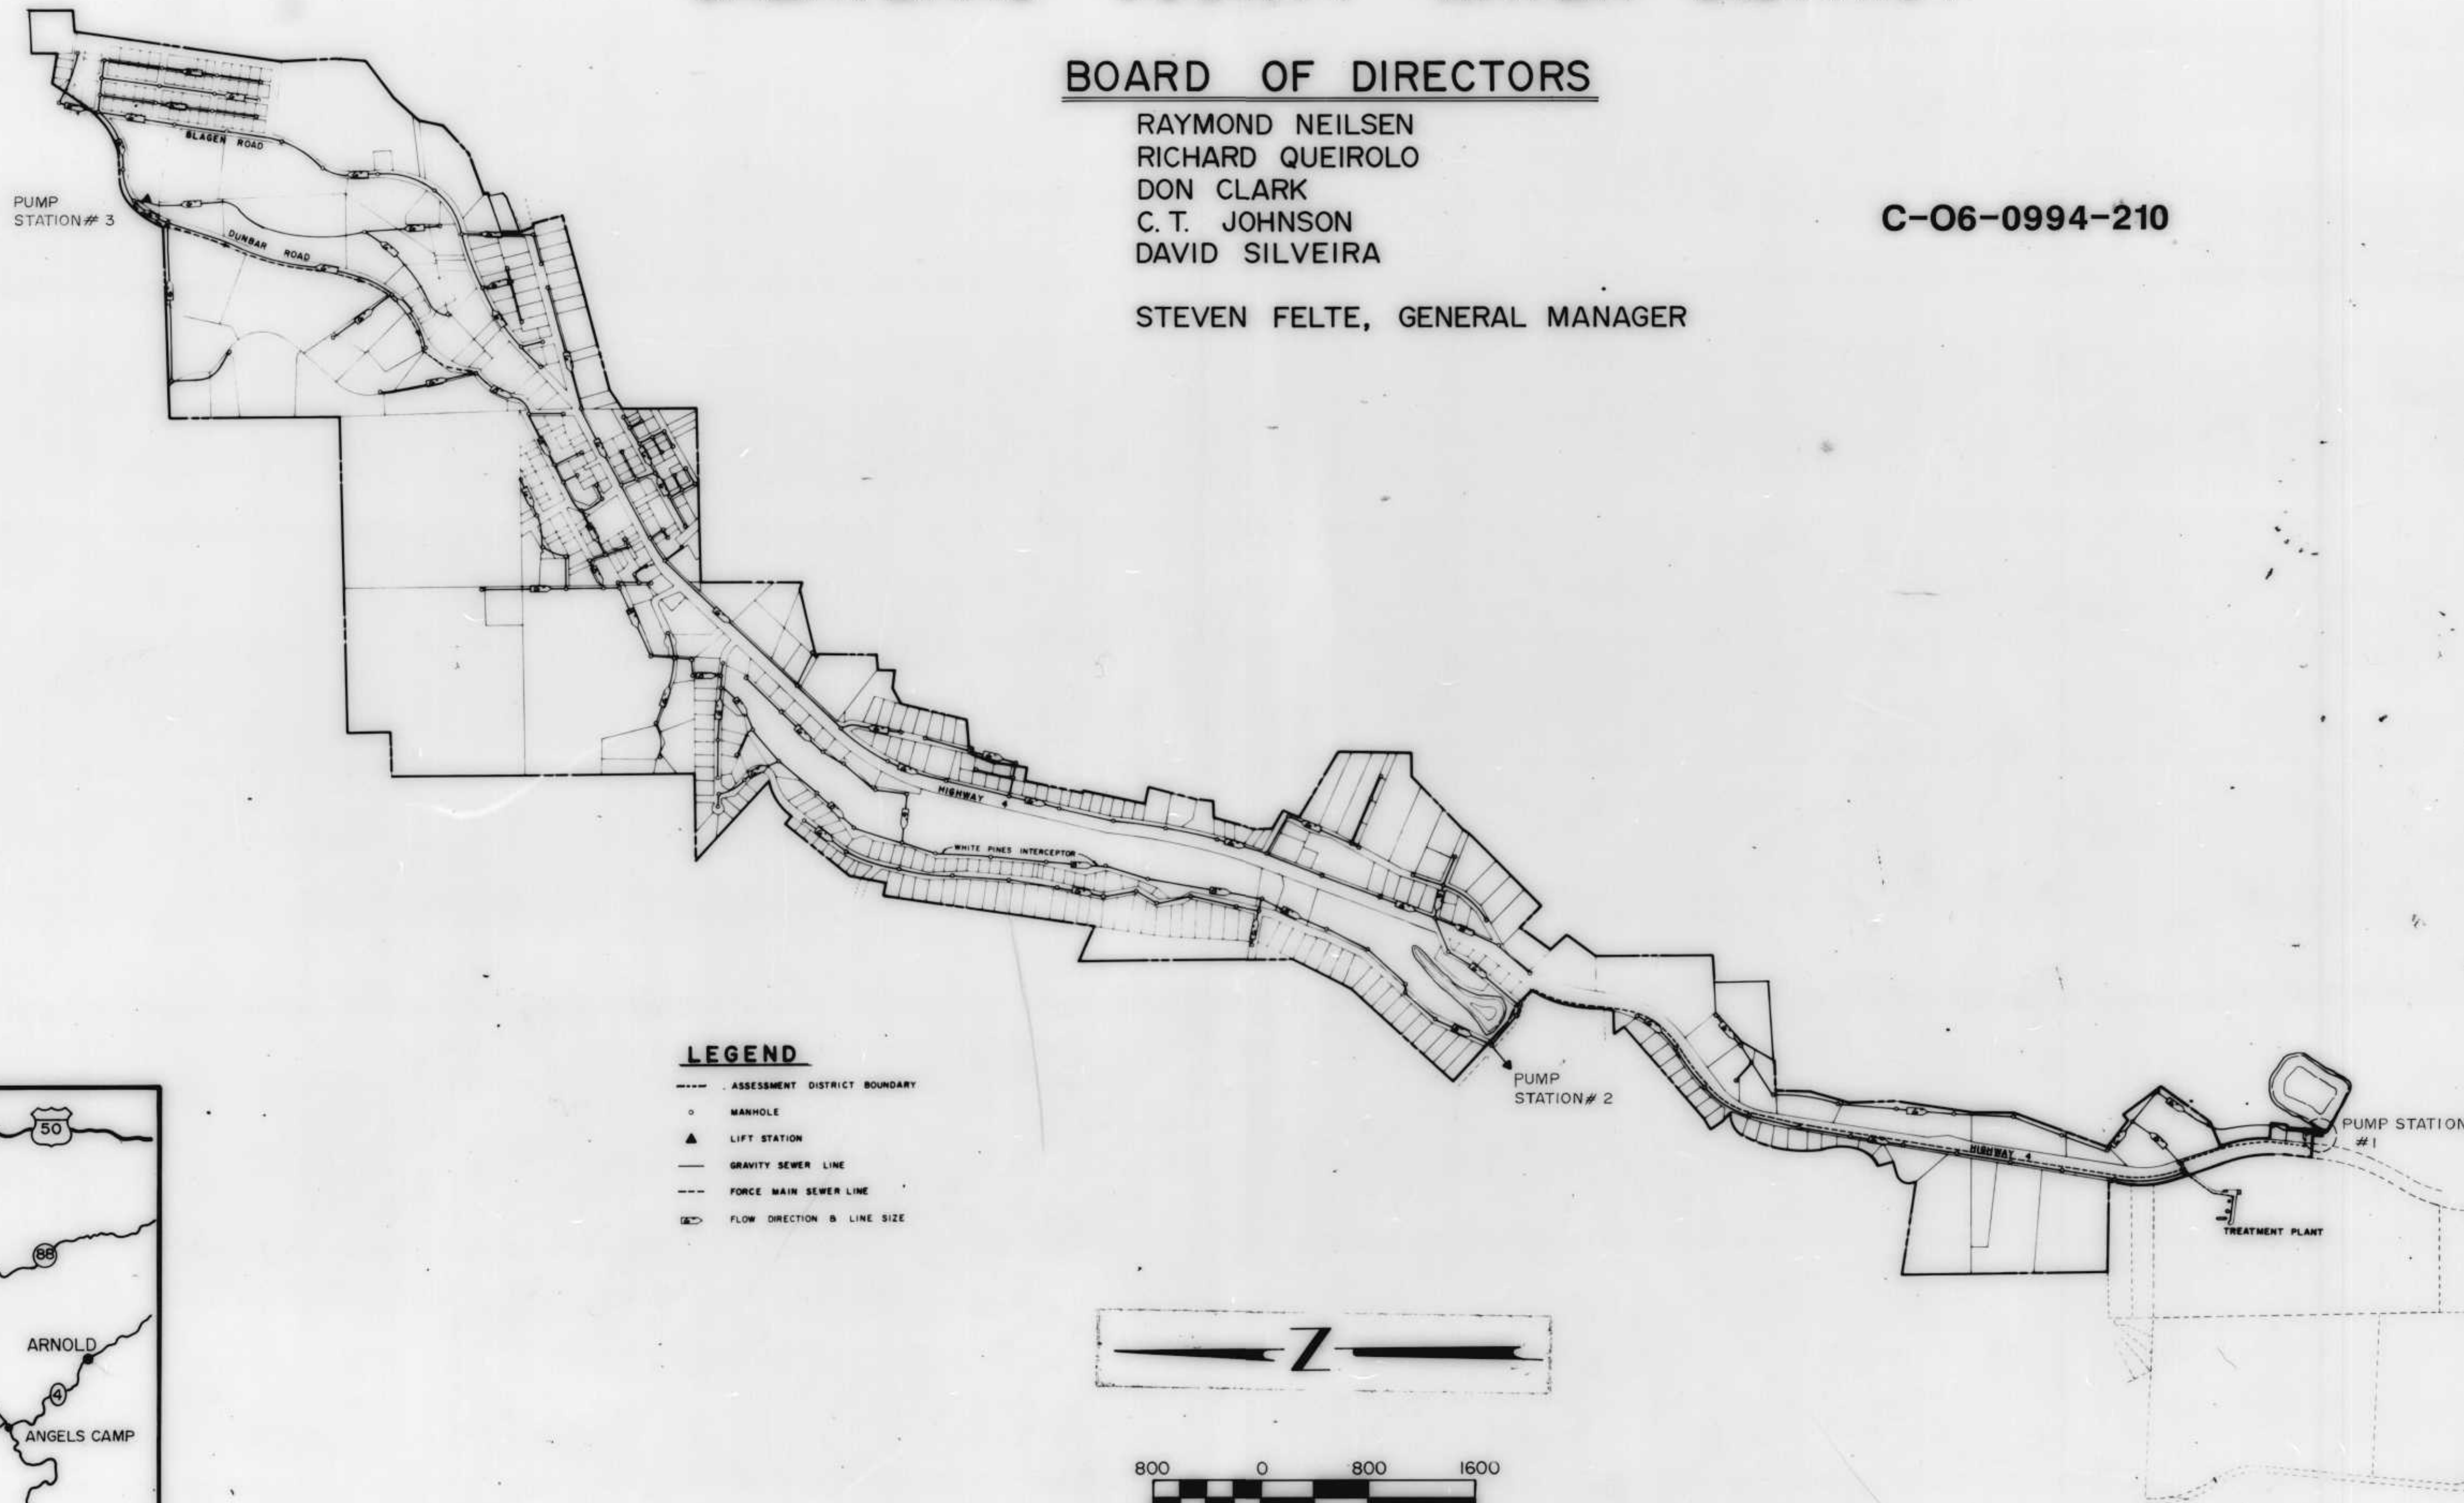 BOARD OF DIRECTORS
RAYMOND NEILSEN
RICHARD QUEIROLO
DON CLARK
C. T. JOHNSON
DAVID SILVEIRA
STEVEN FELTE, GENERAL MANAGER
C-06-0994-210
BLAGEN ROAD
PUMP
STATION# 3
DUNBAR ROAD
HIGHWAY 4
WHITE PINES INTERCEPTOR
PUMP
STATION# 2
HIGHWAY 4
PUMP STATION
#1
TREATMENT PLANT
LEGEND
ASSESSMENT DISTRICT BOUNDARY
MANHOLE
LIFT STATION
GRAVITY SEWER LINE
FORCE MAIN SEWER LINE
FLOW DIRECTION & LINE SIZE
50
88
ARNOLD
4
ANGELS CAMP
Z
800 0 800 1600